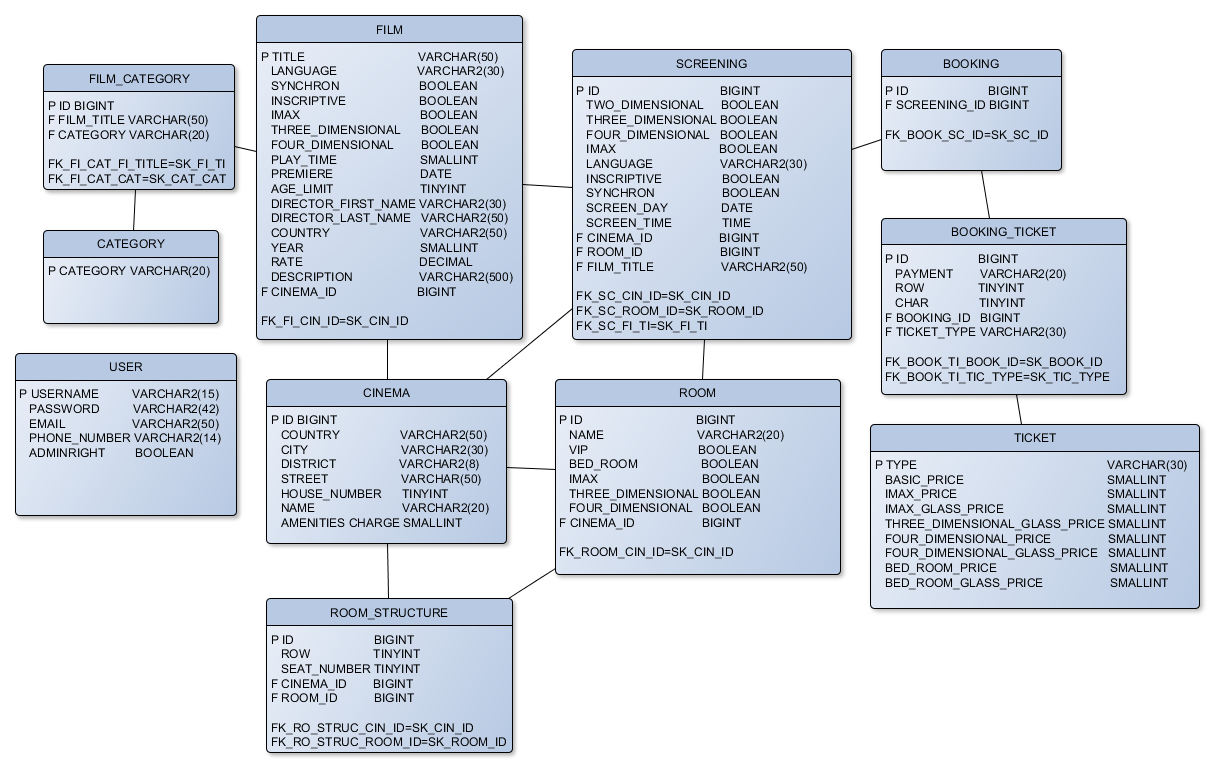 FILM
P TITLE VARCHAR(50)
LANGUAGE VARCHAR2(30)
SYNCHRON BOOLEAN
INSCRIPTIVE BOOLEAN
IMAX BOOLEAN
THREE_DIMENSIONAL BOOLEAN
FOUR_DIMENSIONAL BOOLEAN
PLAY_TIME SMALLINT
PREMIERE DATE
AGE_LIMIT TINYINT
DIRECTOR_FIRST_NAME VARCHAR2(30)
DIRECTOR_LAST_NAME VARCHAR2(50)
COUNTRY VARCHAR2(50)
YEAR SMALLINT
RATE DECIMAL
DESCRIPTION VARCHAR2(500)
F CINEMA_ID BIGINT
FK_FI_CIN_ID=SK_CIN_ID
FILM_CATEGORY
P ID BIGINT
F FILM_TITLE VARCHAR(50)
F CATEGORY VARCHAR(20)
FK_FI_CAT_FI_TITLE=SK_FI_TI
FK_FI_CAT_CAT=SK_CAT_CAT
CATEGORY
P CATEGORY VARCHAR(20)
SCREENING
P ID BIGINT
TWO_DIMENSIONAL BOOLEAN
THREE_DIMENSIONAL BOOLEAN
FOUR_DIMENSIONAL BOOLEAN
IMAX BOOLEAN
LANGUAGE VARCHAR2(30)
INSCRIPTIVE BOOLEAN
SYNCHRON BOOLEAN
SCREEN_DAY DATE
SCREEN_TIME TIME
F CINEMA_ID BIGINT
F ROOM_ID BIGINT
F FILM_TITLE VARCHAR2(50)
FK_SC_CIN_ID=SK_CIN_ID
FK_SC_ROOM_ID=SK_ROOM_ID
FK_SC_FI_TI=SK_FI_TI
BOOKING
P ID BIGINT
F SCREENING_ID BIGINT
FK_BOOK_SC_ID=SK_SC_ID
BOOKING_TICKET
P ID BIGINT
PAYMENT VARCHAR2(20)
ROW TINYINT
CHAR TINYINT
F BOOKING_ID BIGINT
F TICKET_TYPE VARCHAR2(30)
FK_BOOK_TI_BOOK_ID=SK_BOOK_ID
FK_BOOK_TI_TIC_TYPE=SK_TIC_TYPE
USER
P USERNAME VARCHAR2(15)
PASSWORD VARCHAR2(42)
EMAIL VARCHAR2(50)
PHONE_NUMBER VARCHAR2(14)
ADMINRIGHT BOOLEAN
CINEMA
P ID BIGINT
COUNTRY VARCHAR2(50)
CITY VARCHAR2(30)
DISTRICT VARCHAR2(8)
STREET VARCHAR(50)
HOUSE_NUMBER TINYINT
NAME VARCHAR2(20)
AMENITIES CHARGE SMALLINT
ROOM
P ID BIGINT
NAME VARCHAR2(20)
VIP BOOLEAN
BED_ROOM BOOLEAN
IMAX BOOLEAN
THREE_DIMENSIONAL BOOLEAN
FOUR_DIMENSIONAL BOOLEAN
F CINEMA_ID BIGINT
FK_ROOM_CIN_ID=SK_CIN_ID
TICKET
P TYPE VARCHAR(30)
BASIC_PRICE SMALLINT
IMAX_PRICE SMALLINT
IMAX_GLASS_PRICE SMALLINT
THREE_DIMENSIONAL_GLASS_PRICE SMALLINT
FOUR_DIMENSIONAL_PRICE SMALLINT
FOUR_DIMENSIONAL_GLASS_PRICE SMALLINT
BED_ROOM_PRICE SMALLINT
BED_ROOM_GLASS_PRICE SMALLINT
ROOM_STRUCTURE
P ID BIGINT
ROW TINYINT
SEAT_NUMBER TINYINT
F CINEMA_ID BIGINT
F ROOM_ID BIGINT
FK_RO_STRUC_CIN_ID=SK_CIN_ID
FK_RO_STRUC_ROOM_ID=SK_ROOM_ID